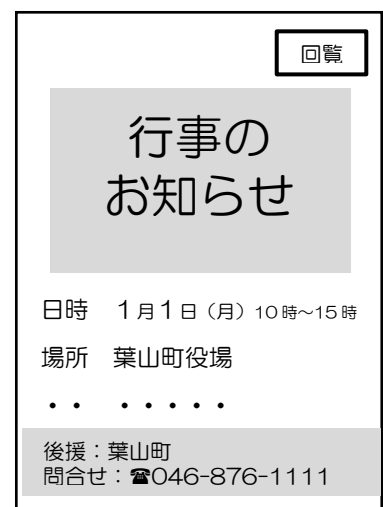 回覧
行事の
お知らせ
日時　１月１日（月）10時～15時
場所　葉山町役場
・・　・・・・・
後援：葉山町
問合せ：☎046-876-1111